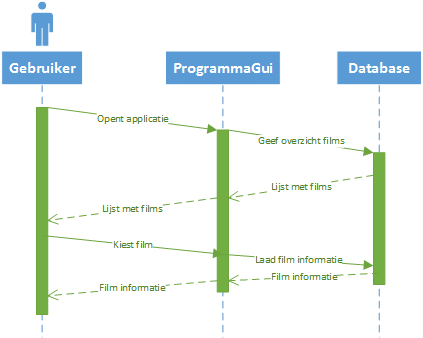 Gebruiker
ProgrammaGui
Database
Opent applicatie
Geef overzicht films
Lijst met films
Lijst met films
Kiest film
Laad film informatie
Film informatie
Film informatie